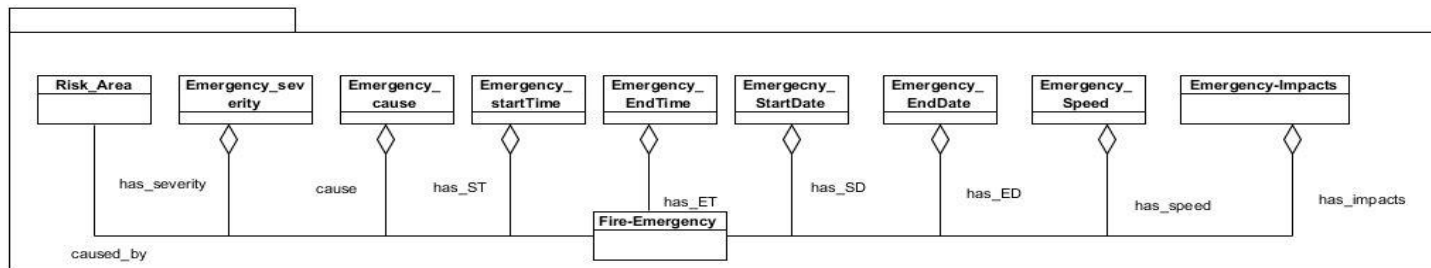 Risk_Area
Emergency_sev
erity
Emergency_
cause
Emergency_
startTime
Emergency_
EndTime
Emergecny_
StartDate
Emergency_
EndDate
Emergency_
Speed
Emergency-Impacts
has_severity
cause
has_ST
has_ET
has_SD
has_ED
has_speed
has_impacts
Fire-Emergency
caused_by